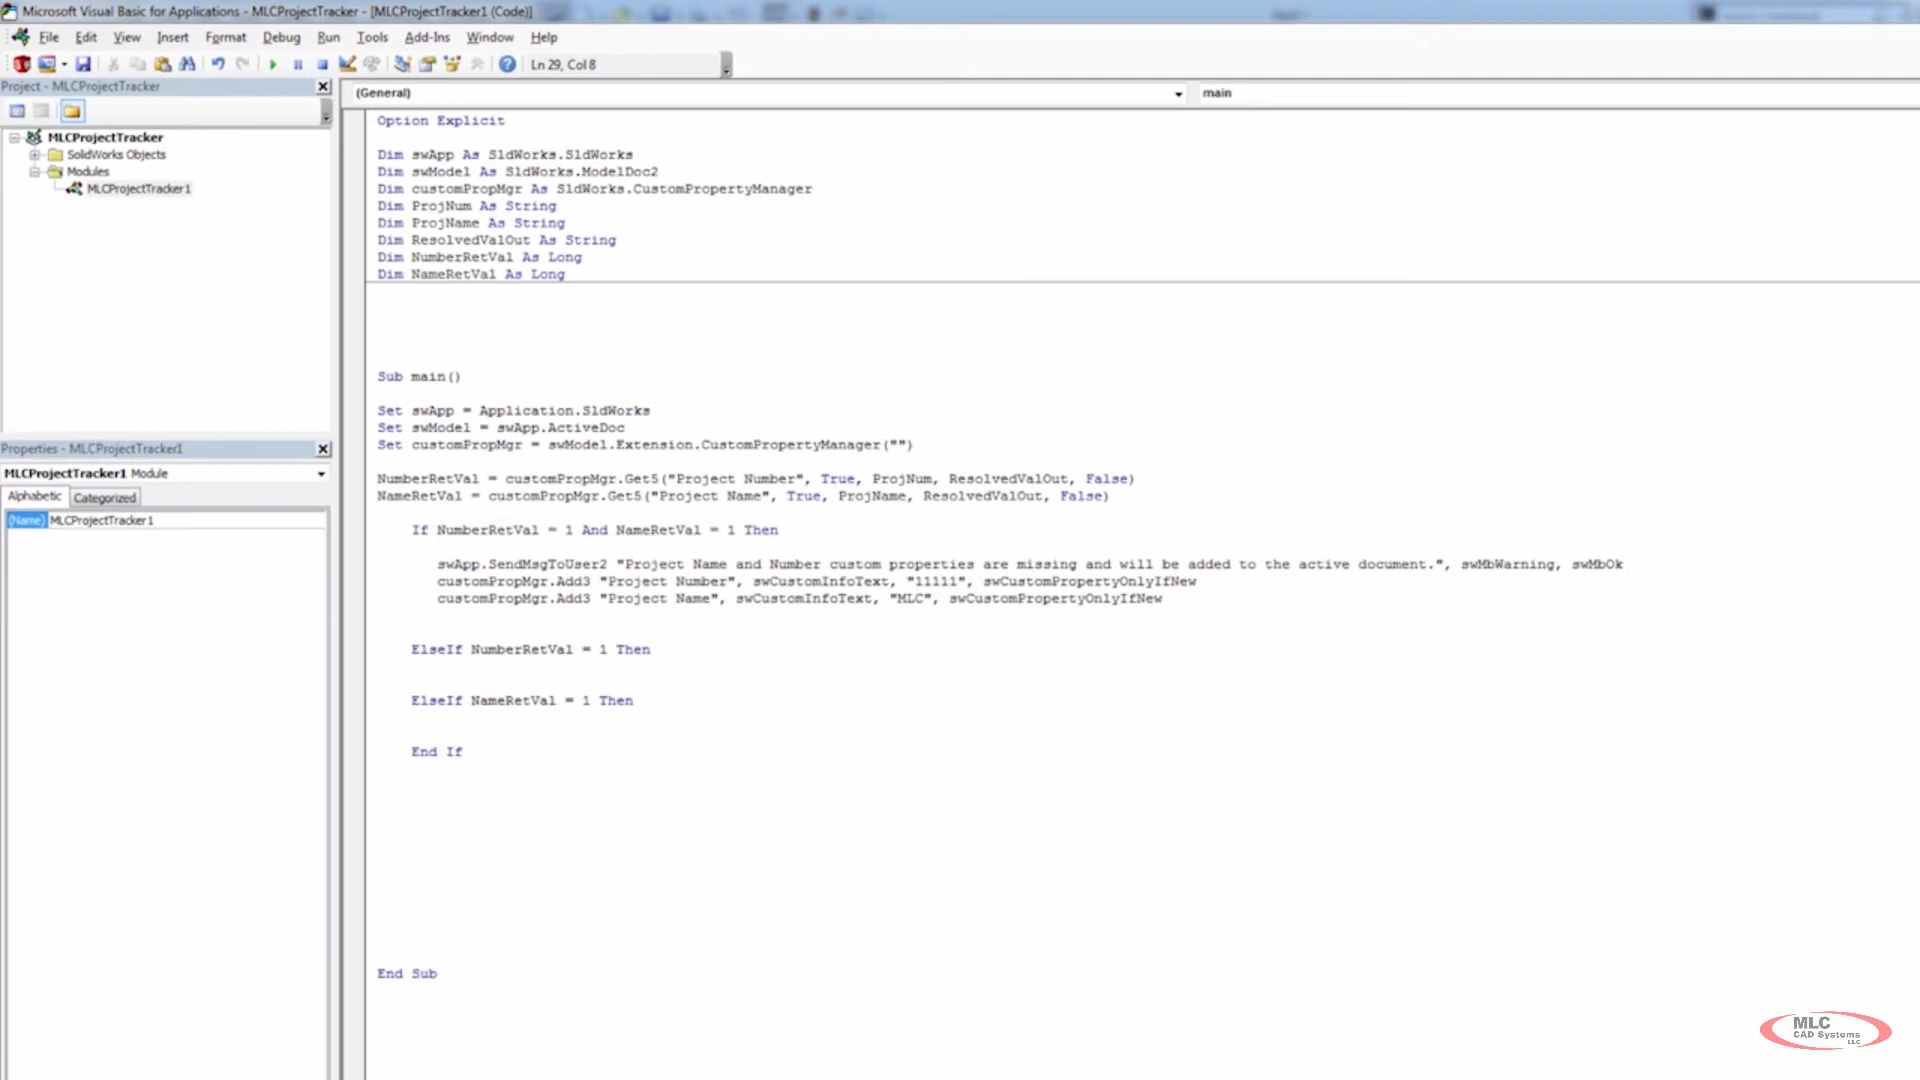 Microsoft Visual Basic for Applications - MLCProjectTracker - [MLCProjectTracker1 (Code)]
File Edit View Insert Format Debug Run Tools Add-Ins Window Help
Ln 29, Col 8
Project - MLCProjectTracker
(General)
main
MLCProjectTracker
SolidWorks Objects
Modules
MLCProjectTracker1
Properties - MLCProjectTracker1
MLCProjectTracker1 Module
Alphabetic Categorized
(Name) MLCProjectTracker1
Option Explicit
Dim swApp As SldWorks.SldWorks
Dim swModel As SldWorks.ModelDoc2
Dim customPropMgr As SldWorks.CustomPropertyManager
Dim ProjNum As String
Dim ProjName As String
Dim ResolvedValOut As String
Dim NumberRetVal As Long
Dim NameRetVal As Long
Sub main()
Set swApp = Application.SldWorks
Set swModel = swApp.ActiveDoc
Set customPropMgr = swModel.Extension.CustomPropertyManager("")
NumberRetVal = customPropMgr.Get5("Project Number", True, ProjNum, ResolvedValOut, False)
NameRetVal = customPropMgr.Get5("Project Name", True, ProjName, ResolvedValOut, False)
If NumberRetVal = 1 And NameRetVal = 1 Then
swApp.SendMsgToUser2 "Project Name and Number custom properties are missing and will be added to the active document.", swMbWarning, swMbOk
customPropMgr.Add3 "Project Number", swCustomInfoText, "11111", swCustomPropertyOnlyIfNew
customPropMgr.Add3 "Project Name", swCustomInfoText, "MLC", swCustomPropertyOnlyIfNew
ElseIf NumberRetVal = 1 Then
ElseIf NameRetVal = 1 Then
End If
End Sub
MLC
CAD Systems
LLC